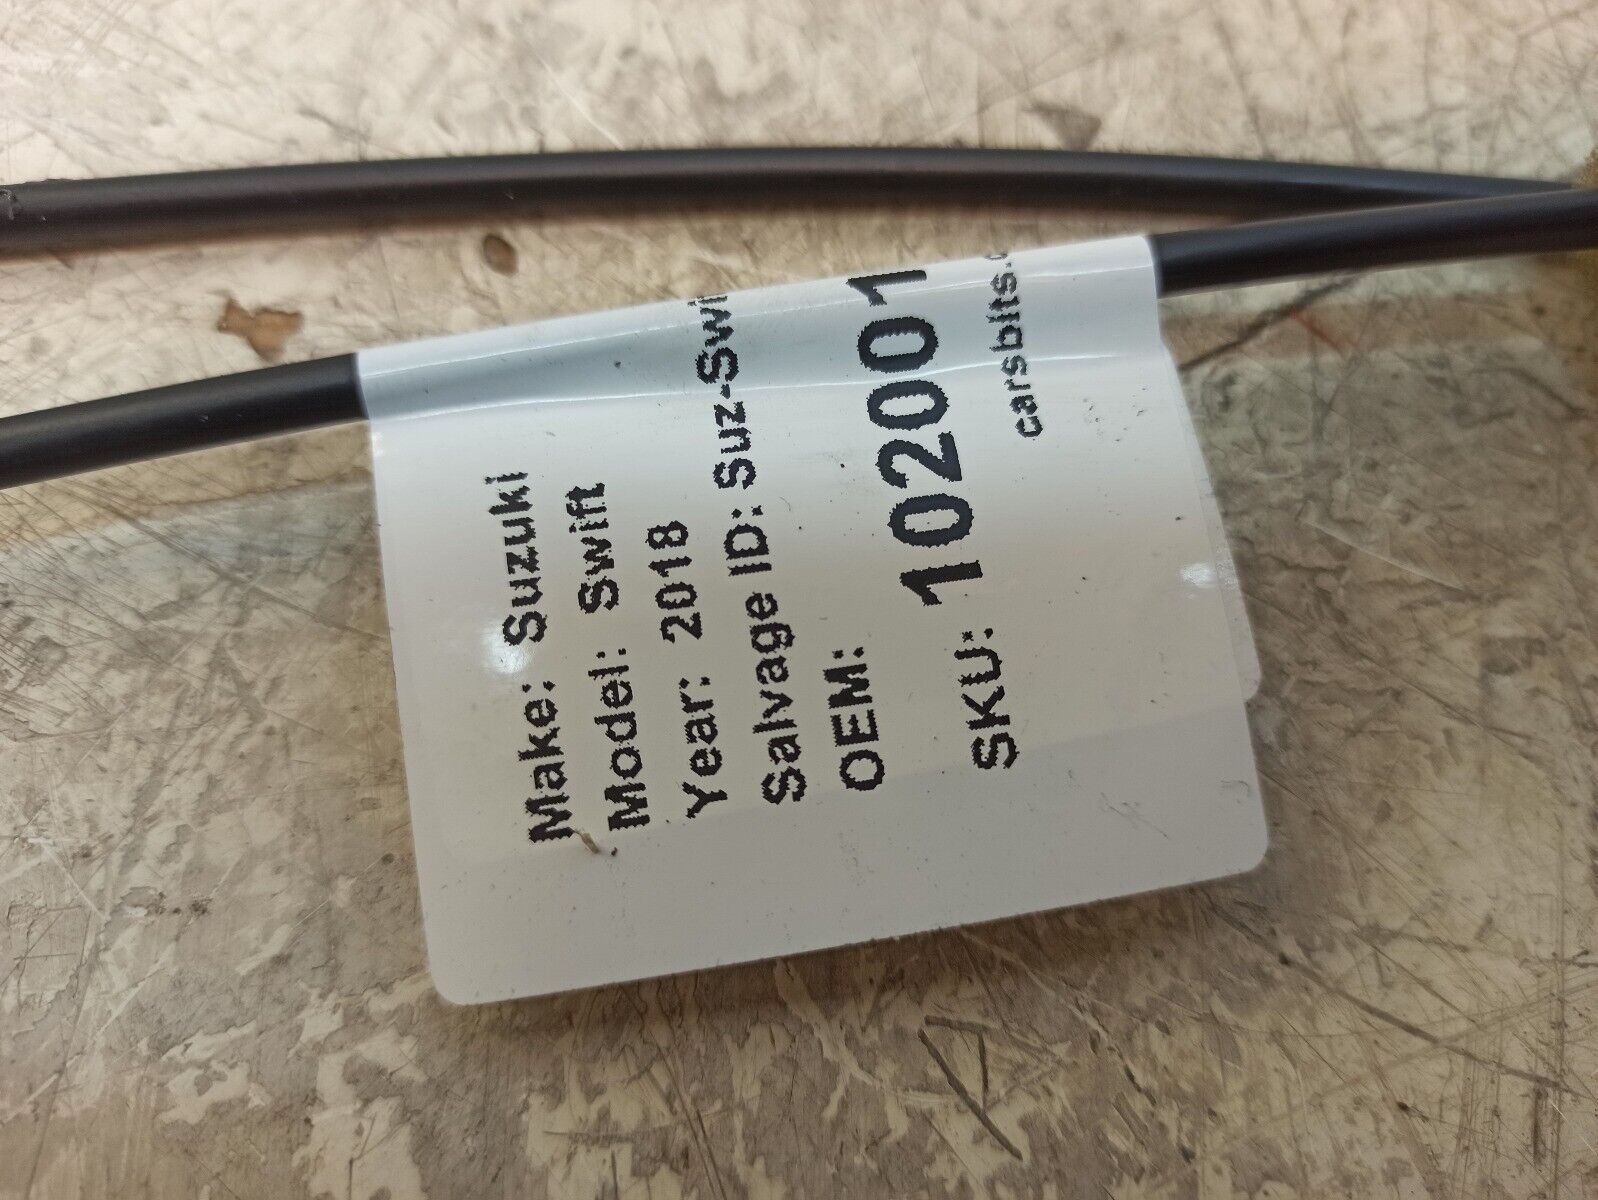 Make: Suzuki
Model: Swift
Year: 2018
Salvage ID: Suz-Swi
OEM:
SKU: 102001
carsbits.